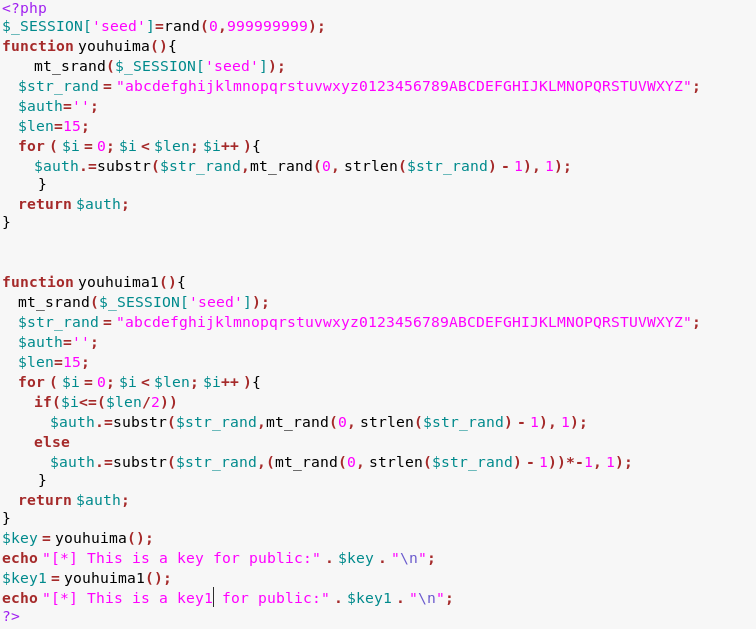 <?php
$_SESSION['seed']=rand(0,999999999);
function youhuima(){
    mt_srand($_SESSION['seed']);
  $str_rand = "abcdefghijklmnopqrstuvwxyz0123456789ABCDEFGHIJKLMNOPQRSTUVWXYZ";
  $auth='';
  $len=15;
  for ( $i = 0; $i < $len; $i++ ){
    $auth.=substr($str_rand,mt_rand(0, strlen($str_rand) - 1), 1);
    }
  return $auth;
}
function youhuima1(){
  mt_srand($_SESSION['seed']);
  $str_rand = "abcdefghijklmnopqrstuvwxyz0123456789ABCDEFGHIJKLMNOPQRSTUVWXYZ";
  $auth='';
  $len=15;
  for ( $i = 0; $i < $len; $i++ ){
    if($i<=($len/2))
      $auth.=substr($str_rand,mt_rand(0, strlen($str_rand) - 1), 1);
    else
      $auth.=substr($str_rand,(mt_rand(0, strlen($str_rand) - 1))*-1, 1);
    }
  return $auth;
}
$key = youhuima();
echo "[*] This is a key for public:" . $key . "\n";
$key1 = youhuima1();
echo "[*] This is a key1 for public:" . $key1 . "\n";
?>